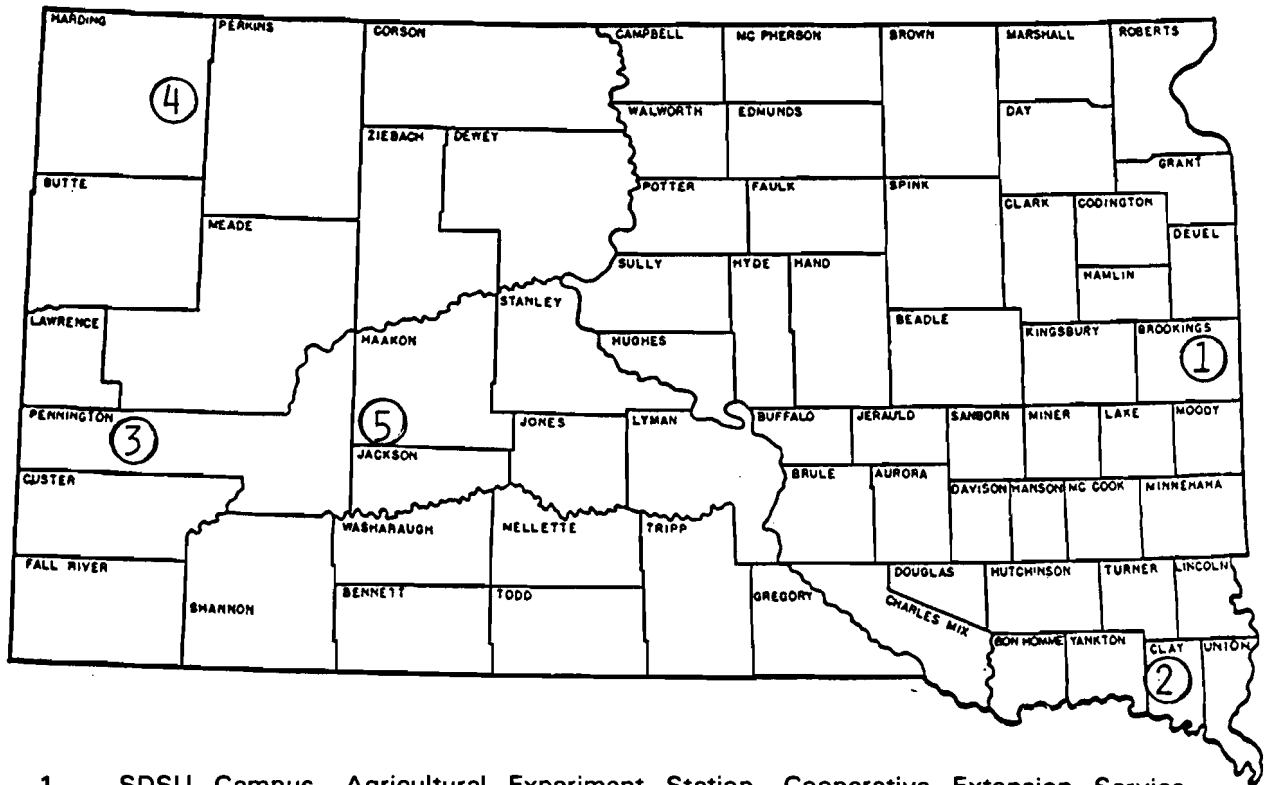 HARDING PERKINS CORSON CAMPBELL MC PHERSON BROWN MARSHALL ROBERTS
4
WALWORTH EDMUNDS DAY
ZIEBACH DEWEY
GRANT
BUTTE POTTER FAULK SPINK
CLARK CODINGTON
MEADE
DEUEL
SULLY HYDE HAND
HAMLIN
STANLEY
LAWRENCE BEADLE
KINGSBURY BROOKINGS
HAAKON HUGHES
1
PENNINGTON BUFFALO JERAULD SANBORN MINER LAKE MOODY
3 5 JONES LYMAN
JACKSON
CUSTER BRULE AURORA
DAVISON HANSON MC COOK MINNEHAHA
WASHARAUGH MELLETTE TRIPP
FALL RIVER DOUGLAS HUTCHINSON TURNER LINCOLN
SHANNON BENNETT TODD GREGORY CHARLES MIX
BON HOMME YANKTON CLAY UNION
2
1 SDSU Campus, Agricultural Experiment Station, Cooperative Extension Service